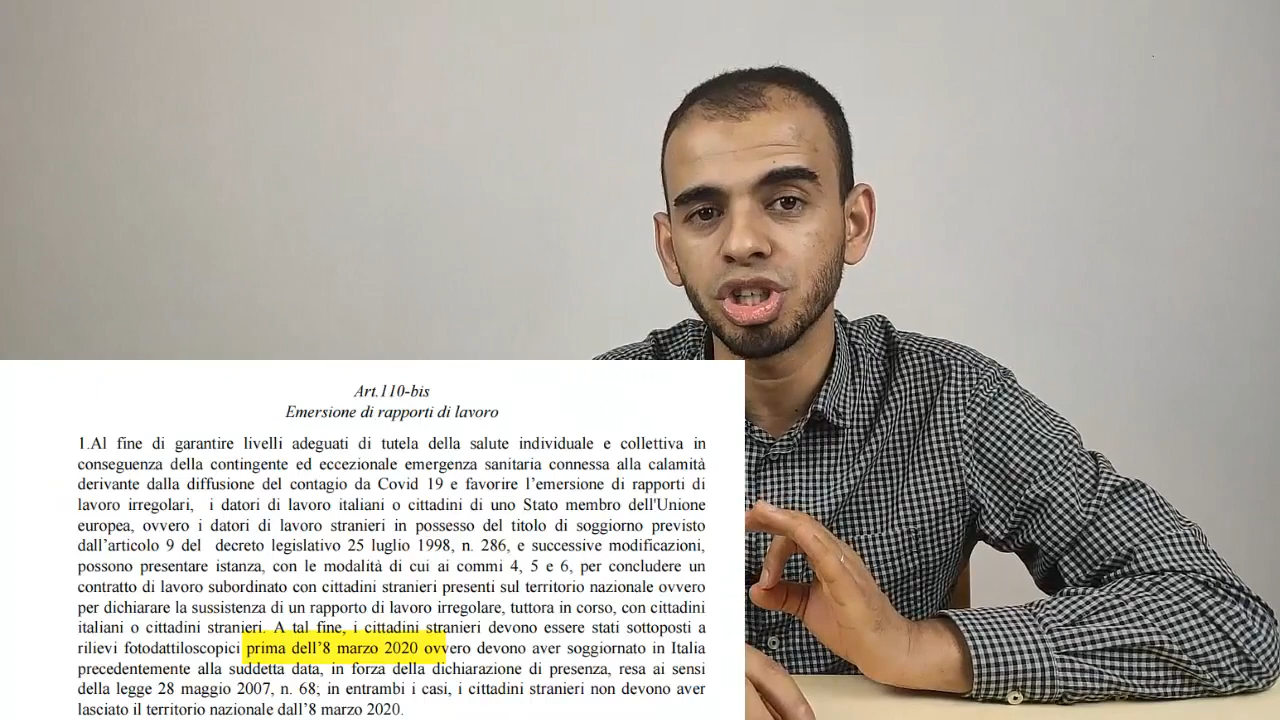 Art.110-bis
Emersione di rapporti di lavoro
1.Al fine di garantire livelli adeguati di tutela della salute individuale e collettiva in
conseguenza della contingente ed eccezionale emergenza sanitaria connessa alla calamità
derivante dalla diffusione del contagio da Covid 19 e favorire l'emersione di rapporti di
lavoro irregolari, i datori di lavoro italiani o cittadini di uno Stato membro dell'Unione
europea, ovvero i datori di lavoro stranieri in possesso del titolo di soggiorno previsto
dall'articolo 9 del decreto legislativo 25 luglio 1998, n. 286, e successive modificazioni,
possono presentare istanza, con le modalità di cui ai commi 4, 5 e 6, per concludere un
contratto di lavoro subordinato con cittadini stranieri presenti sul territorio nazionale ovvero
per dichiarare la sussistenza di un rapporto di lavoro irregolare, tuttora in corso, con cittadini
italiani o cittadini stranieri. A tal fine, i cittadini stranieri devono essere stati sottoposti a
rilievi fotodattiloscopici prima dell'8 marzo 2020 ovvero devono aver soggiornato in Italia
precedentemente alla suddetta data, in forza della dichiarazione di presenza, resa ai sensi
della legge 28 maggio 2007, n. 68; in entrambi i casi, i cittadini stranieri non devono aver
lasciato il territorio nazionale dall'8 marzo 2020.